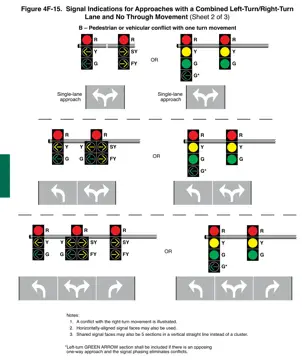 Figure 4F-15. Signal Indications for Approaches with a Combined Left-Turn/Right-Turn
Lane and No Through Movement (Sheet 2 of 3)
B – Pedestrian or vehicular conflict with one turn movement
R R R R
Y SY Y Y
G FY OR G G
G*
Single-lane
approach
Single-lane
approach
R R R R
Y Y SY Y Y
G G FY OR G G
G*
R R R R R
Y Y SY SY Y Y
G G FY FY OR G G
G*
Notes:
1. A conflict with the right-turn movement is illustrated.
2. Horizontally-aligned signal faces may also be used.
3. Shared signal faces may also be 5 sections in a vertical straight line instead of a cluster.
*Left-turn GREEN ARROW section shall be included if there is an opposing
one-way approach and the signal phasing eliminates conflicts.